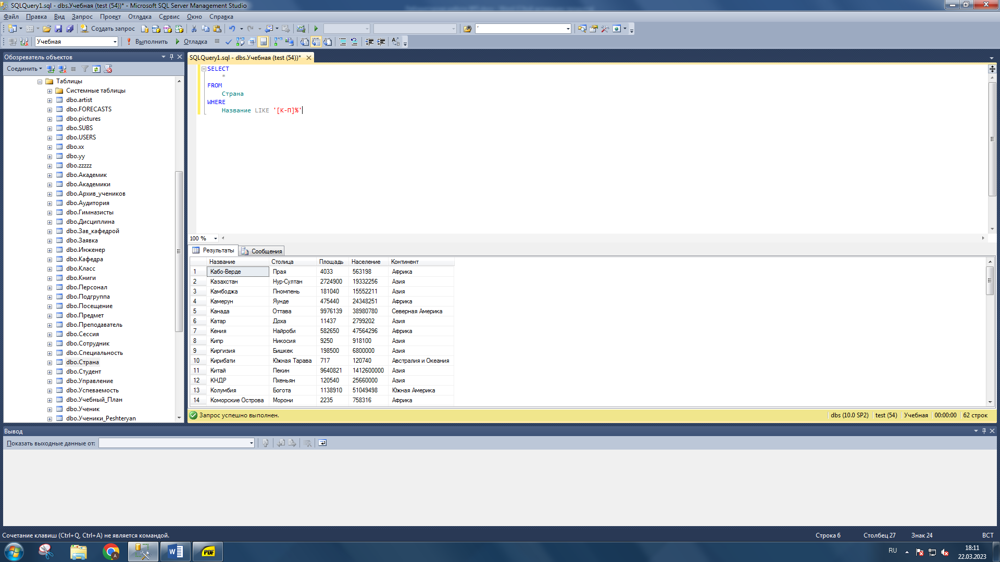 SQLQuery1.sql - dbs.Учебная (test (54))* - Microsoft SQL Server Management Studio
Файл Правка Вид Запрос Проект Отладка Сервис Окно Справка
Создать запрос
'
Учебная Выполнить Отладка
Обозреватель объектов
Соединить
Таблицы
Системные таблицы
dbo.artist
dbo.FORECASTS
dbo.pictures
dbo.SUBS
dbo.USERS
dbo.xx
dbo.yy
dbo.zzzzz
dbo.Академик
dbo.Академики
dbo.Архив_учеников
dbo.Аудитория
dbo.Гимназисты
dbo.Дисциплина
dbo.Зав_кафедрой
dbo.Заявка
dbo.Инженер
dbo.Кафедра
dbo.Класс
dbo.Книги
dbo.Персонал
dbo.Подгруппа
dbo.Посещение
dbo.Предмет
dbo.Преподаватель
dbo.Сессия
dbo.Сотрудник
dbo.Специальность
dbo.Страна
dbo.Студент
dbo.Управление
dbo.Успеваемость
dbo.Учебный_План
dbo.Ученик
dbo.Ученики_Peshteryan
SQLQuery1.sql - dbs.Учебная (test (54))*
SELECT
*
FROM
Страна
WHERE
Название LIKE '[К-П]%'
100 %
Результаты Сообщения
Название Столица Площадь Население Континент
1 Кабо-Верде Прая 4033 563198 Африка
2 Казахстан Нур-Султан 2724900 19332256 Азия
3 Камбоджа Пномпень 181040 15552211 Азия
4 Камерун Яунде 475440 24348251 Африка
5 Канада Оттава 9976139 38980780 Северная Америка
6 Катар Доха 11437 2799202 Азия
7 Кения Найроби 582650 47564296 Африка
8 Кипр Никосия 9250 918100 Азия
9 Киргизия Бишкек 198500 6800000 Азия
10 Кирибати Южная Тарава 717 120740 Австралия и Океания
11 Китай Пекин 9640821 1412600000 Азия
12 КНДР Пхеньян 120540 25660000 Азия
13 Колумбия Богота 1138910 51049498 Южная Америка
14 Коморские Острова Морони 2235 758316 Африка
Запрос успешно выполнен. dbs (10.0 SP2) test (54) Учебная 00:00:00 62 строк
Вывод
Показать выходные данные от:
Сочетание клавиш (Ctrl+Q, Ctrl+A) не является командой. Строка 6 Столбец 27 Знак 24 ВСТ
RU
18:11
22.03.2023